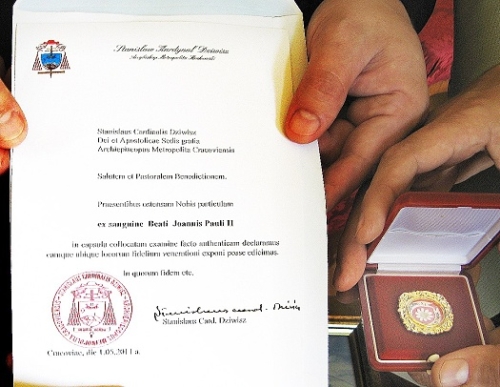 Stanisław Kardynał Dziwisz
Arcybiskup Metropolita Krakowski
Stanislaus Cardinalis Dziwisz
Dei et Apostolicae Sedis gratia
Archiepiscopus Metropolita Cracoviensis
Salutem et Pastoralem Benedictionem.
Praesentibus ostensam Nobis particulam
ex sanguine Beati Joannis Pauli II
in capsula collocatam examine facto authenticam declaramus
eamque ubique locorum fidelium venerationi exponi posse edicimus.
in quorum fidem etc.
Stanislaus Card. Dziwisz
Cracoviae, die 1.05.2011 a.